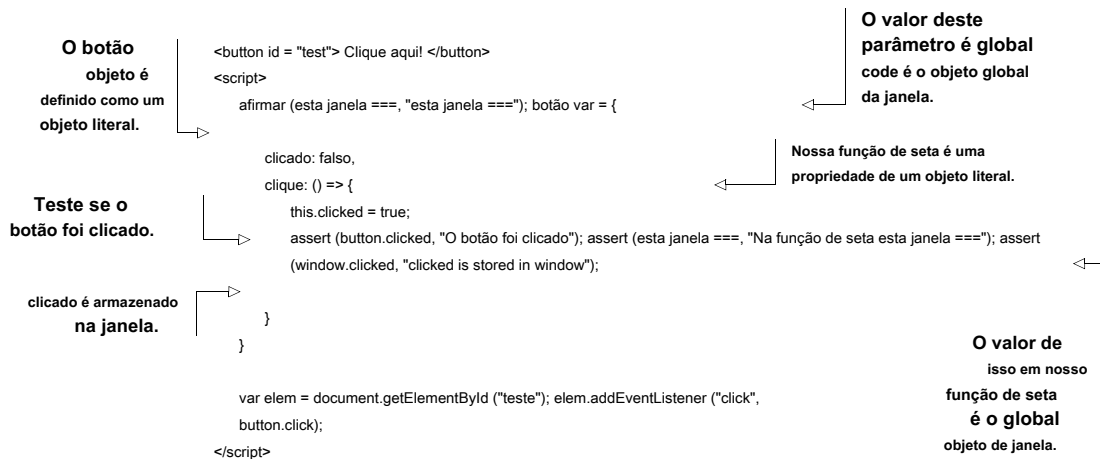 O botão
objeto é
definido como um
objeto literal.
<button id = "test"> Clique aqui! </button>
<script>
afirmar (esta janela ===, "esta janela ==="); botão var = {
O valor deste
parâmetro é global
code é o objeto global
da janela.
clicado: falso,
clique: () => {
Nossa função de seta é uma
propriedade de um objeto literal.
Teste se o
botão foi clicado.
this.clicked = true;
assert (button.clicked, "O botão foi clicado"); assert (esta janela ===, "Na função de seta esta janela ==="); assert
(window.clicked, "clicked is stored in window");
clicado é armazenado
na janela.
}
}
O valor de
isso em nosso
função de seta
é o global
objeto de janela.
var elem = document.getElementById ("teste"); elem.addEventListener ("click",
button.click);
</script>